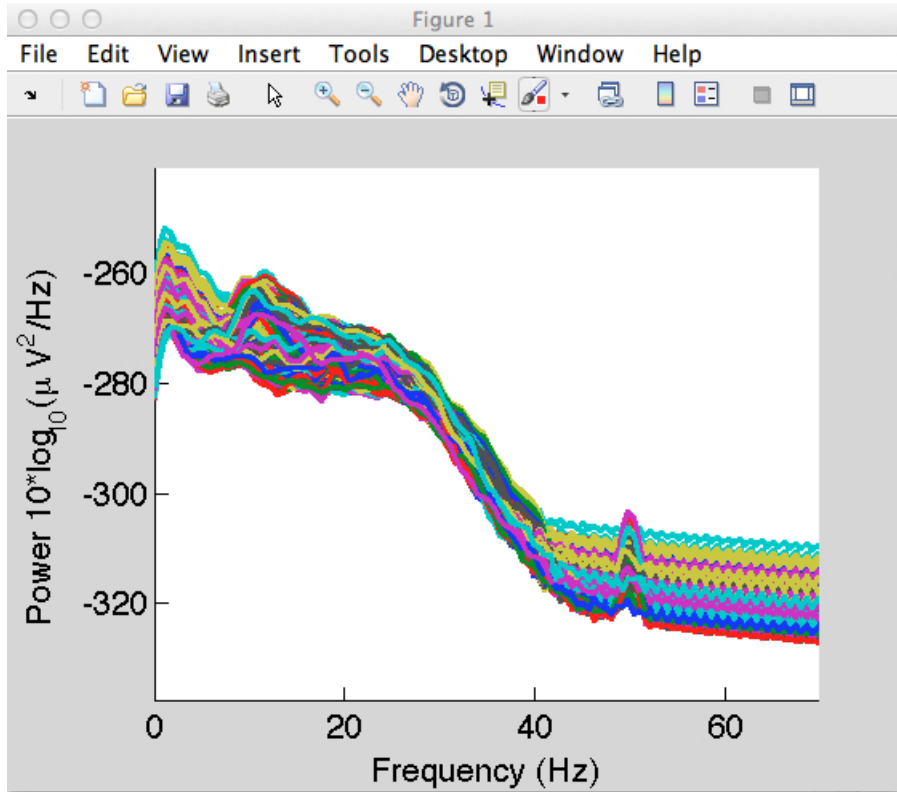 Figure 1
File Edit View Insert Tools Desktop Window Help
Power 10*log10(μ V2/Hz)
-260
-280
-300
-320
0 20 40 60
Frequency (Hz)